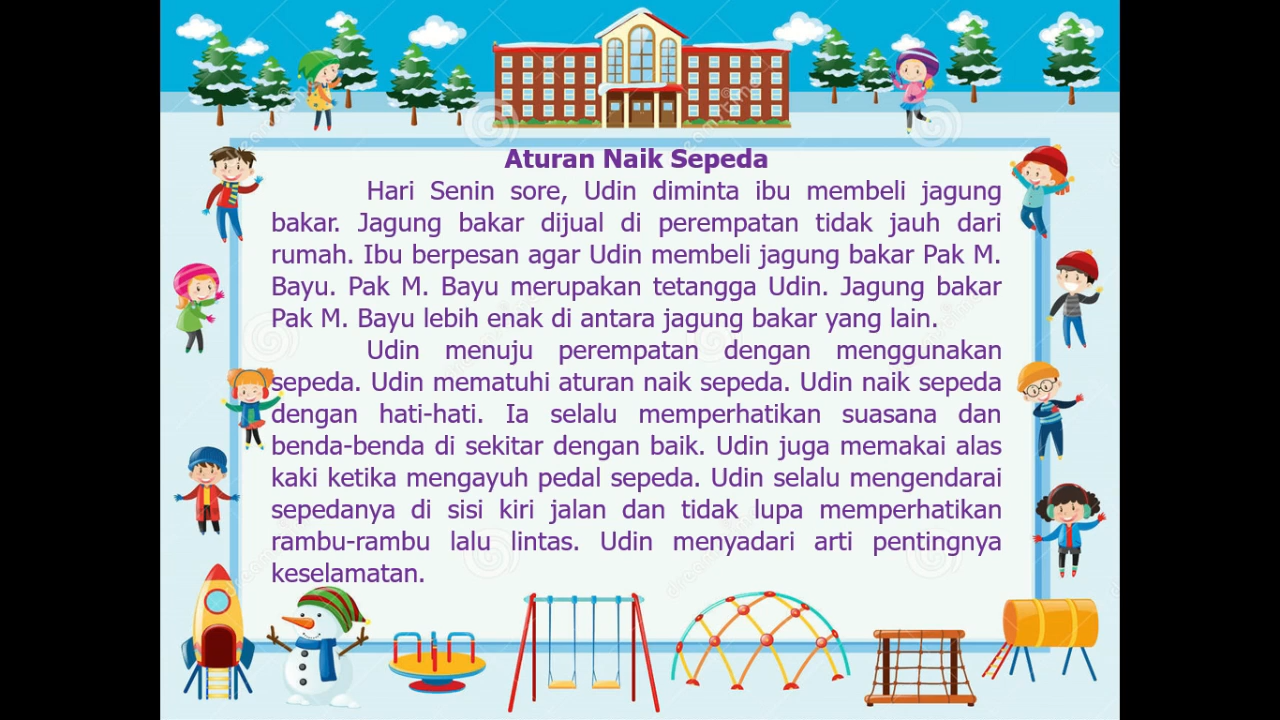 Aturan Naik Sepeda
Hari Senin sore, Udin diminta ibu membeli jagung
bakar. Jagung bakar dijual di perempatan tidak jauh dari
rumah. Ibu berpesan agar Udin membeli jagung bakar Pak M.
Bayu. Pak M. Bayu merupakan tetangga Udin. Jagung bakar
Pak M. Bayu lebih enak di antara jagung bakar yang lain.
Udin menuju perempatan dengan menggunakan
sepeda. Udin mematuhi aturan naik sepeda. Udin naik sepeda
dengan hati-hati. Ia selalu memperhatikan suasana dan
benda-benda di sekitar dengan baik. Udin juga memakai alas
kaki ketika mengayuh pedal sepeda. Udin selalu mengendarai
sepedanya di sisi kiri jalan dan tidak lupa memperhatikan
rambu-rambu lalu lintas. Udin menyadari arti pentingnya
keselamatan.